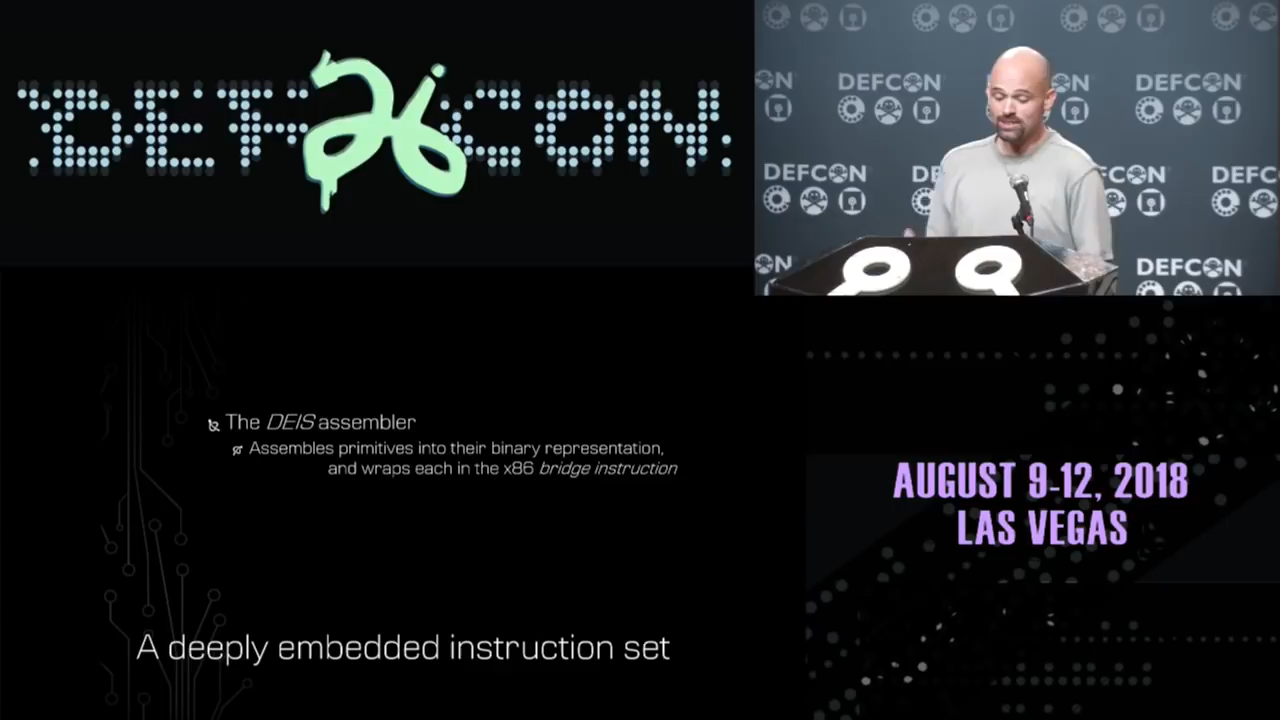 DEF 26 CON
DEFCON
DEFCON
DEFCON
DEFCON
DEFCON
The DEIS assembler
Assembles primitives into their binary representation,
and wraps each in the x86 bridge instruction
AUGUST 9-12, 2018
LAS VEGAS
A deeply embedded instruction set